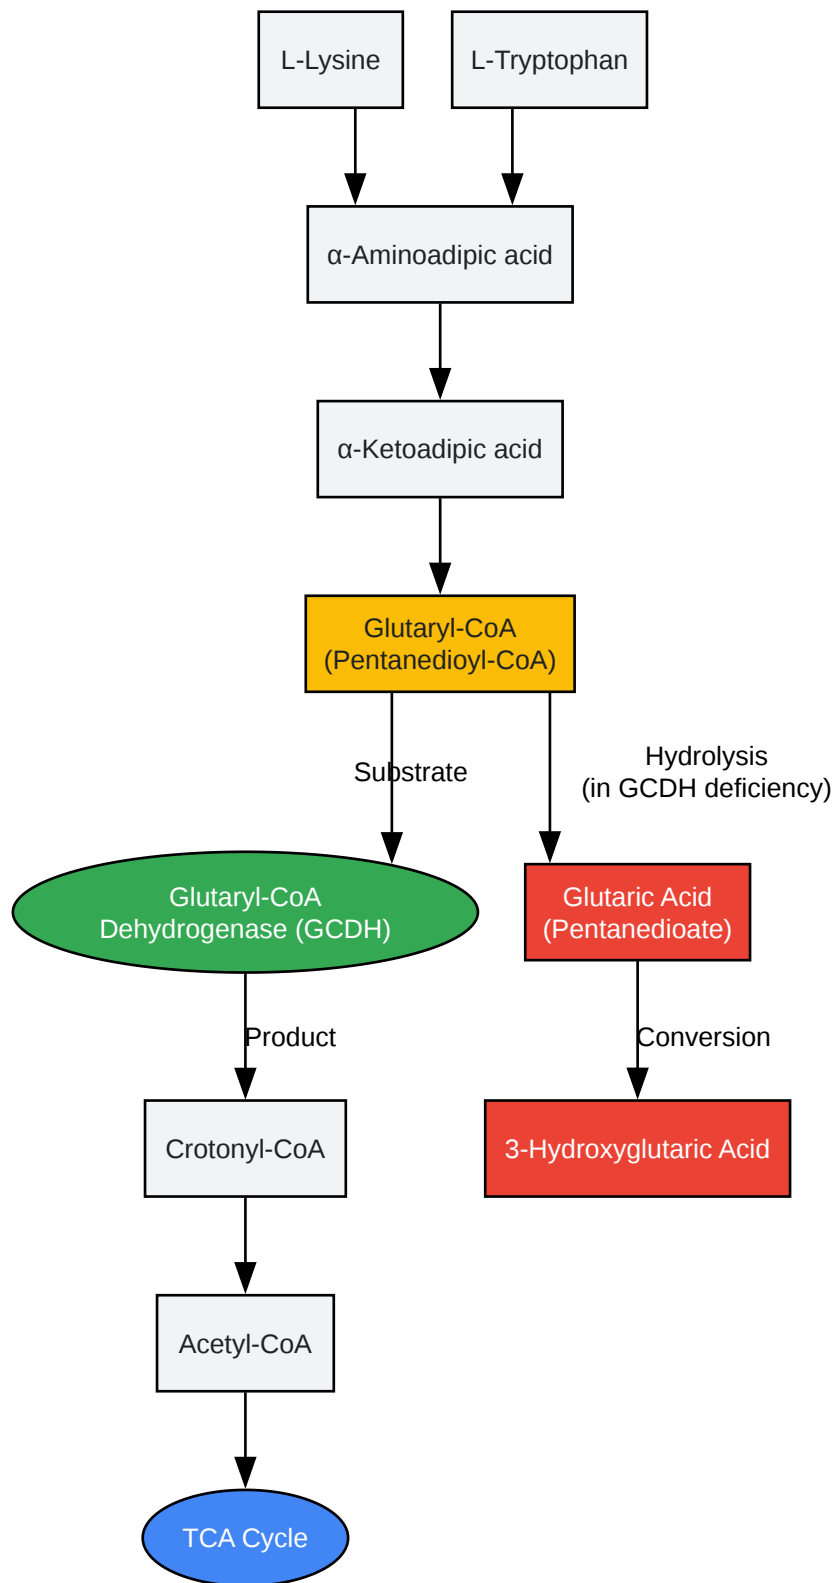 L-Lysine
L-Tryptophan
α-Aminoadipic acid
α-Ketoadipic acid
Glutaryl-CoA
(Pentanedioyl-CoA)
Substrate
Hydrolysis
(in GCDH deficiency)
Glutaryl-CoA
Dehydrogenase (GCDH)
Glutaric Acid
(Pentanedioate)
Product
Conversion
Crotonyl-CoA
3-Hydroxyglutaric Acid
Acetyl-CoA
TCA Cycle